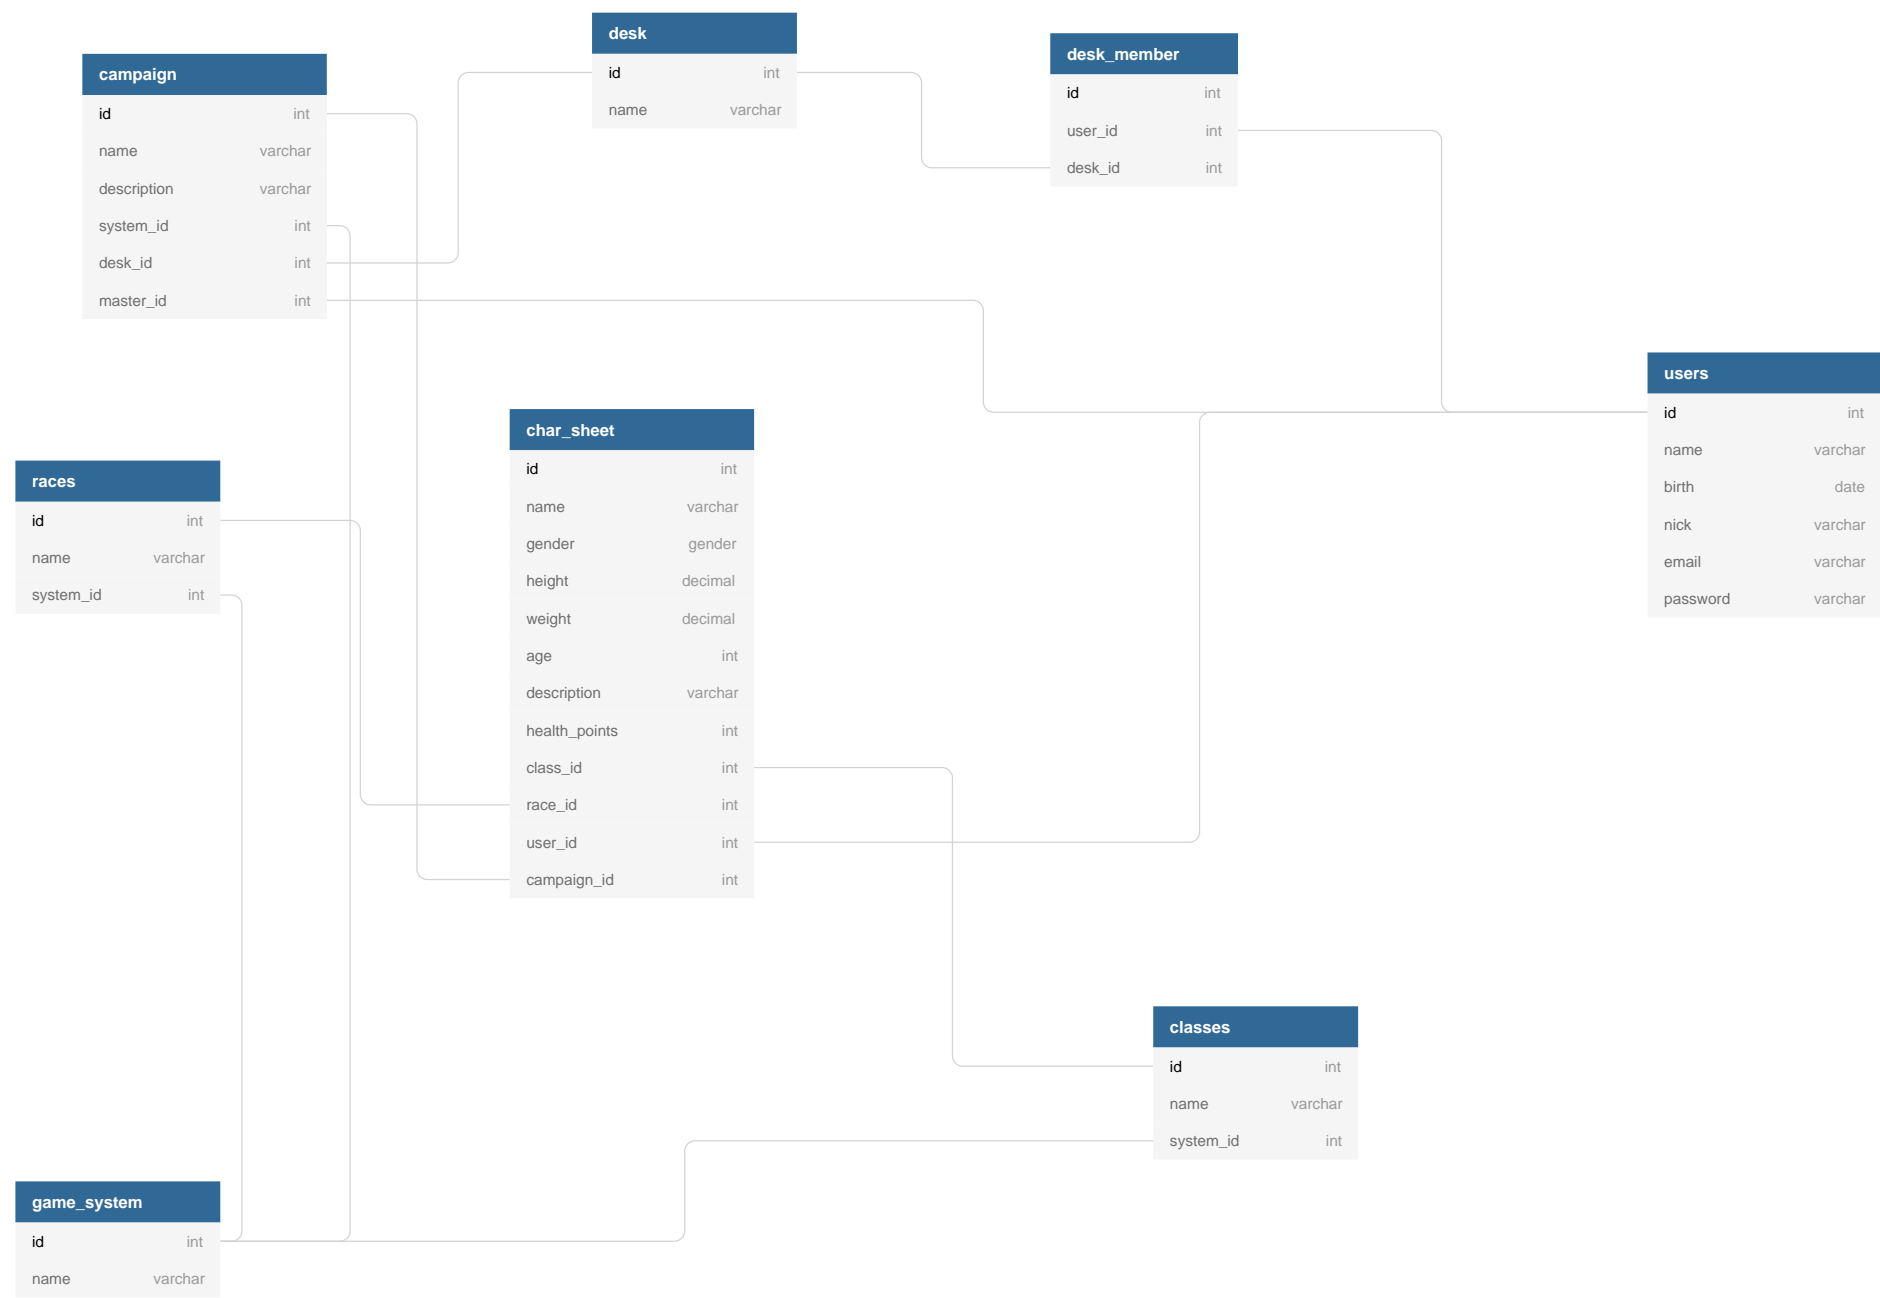 desk
id int
name varchar
desk_member
id int
user_id int
desk_id int
campaign
id int
name varchar
description varchar
system_id int
desk_id int
master_id int
users
id int
name varchar
birth date
nick varchar
email varchar
password varchar
char_sheet
id int
name varchar
gender gender
height decimal
weight decimal
age int
description varchar
health_points int
class_id int
race_id int
user_id int
campaign_id int
races
id int
name varchar
system_id int
classes
id int
name varchar
system_id int
game_system
id int
name varchar